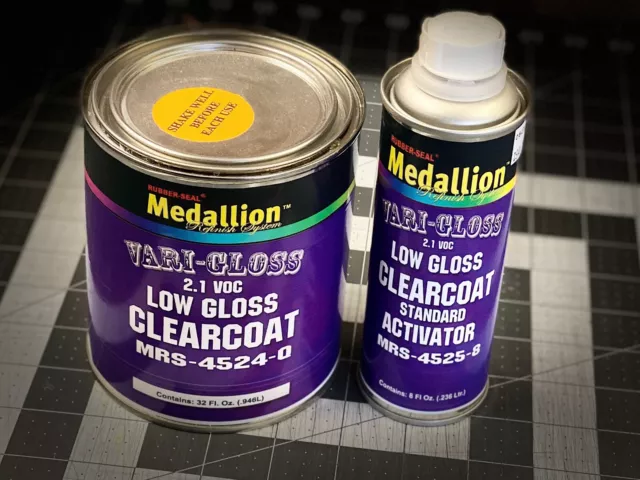 SHAKE WELL
BEFORE
EACH USE
RUBBER-SEAL®
Medallion™
Refinish System
VARI-GLOSS
2.1 VOC
LOW GLOSS
CLEARCOAT
MRS-4524-0
Contains: 32 Fl. Oz. (.946L)
RUBBER-SEAL®
Medallion
Refinish System
VARI-GLOSS
2.1 VOC
LOW GLOSS
CLEARCOAT
STANDARD
ACTIVATOR
MRS-4525-8
Contains: 8 Fl Oz. (.236 Ltr.)